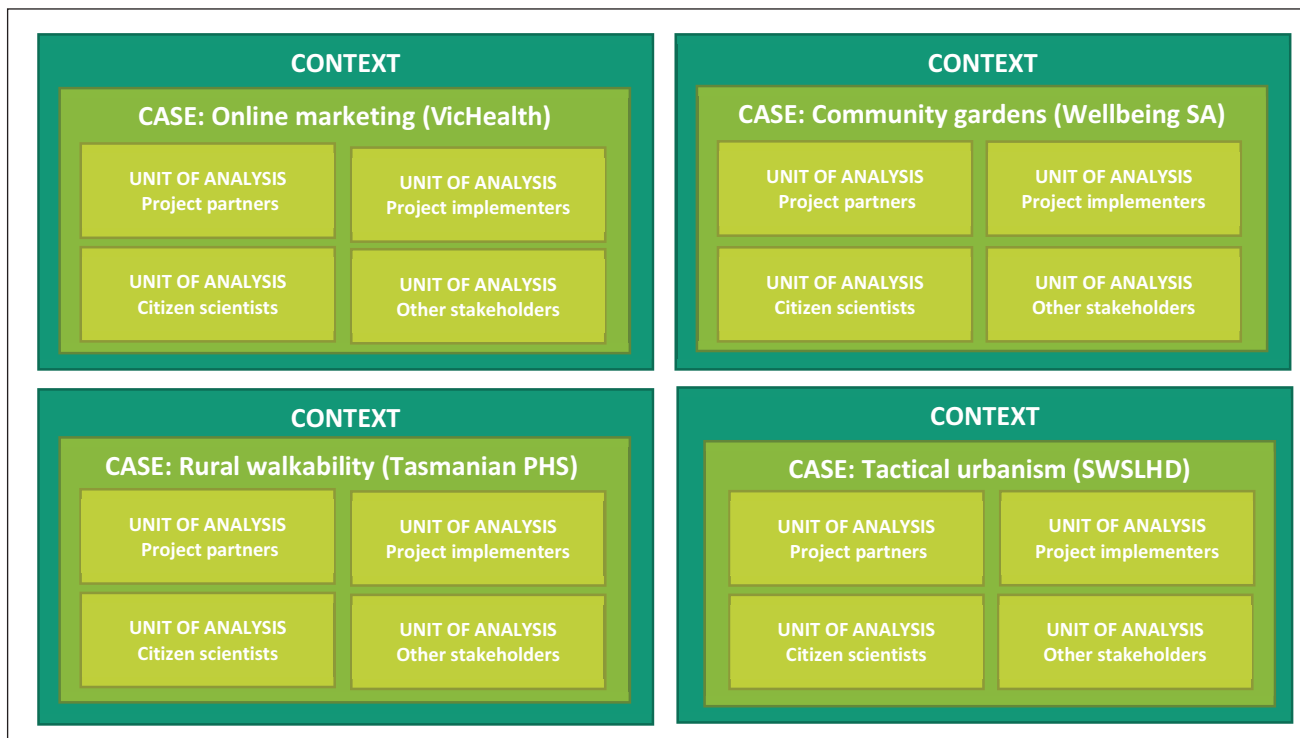 CONTEXT
CASE: Online marketing (VicHealth)
UNIT OF ANALYSIS
Project partners
UNIT OF ANALYSIS
Project implementers
UNIT OF ANALYSIS
Citizen scientists
UNIT OF ANALYSIS
Other stakeholders
CONTEXT
CASE: Community gardens (Wellbeing SA)
UNIT OF ANALYSIS
Project partners
UNIT OF ANALYSIS
Project implementers
UNIT OF ANALYSIS
Citizen scientists
UNIT OF ANALYSIS
Other stakeholders
CONTEXT
CASE: Rural walkability (Tasmanian PHS)
UNIT OF ANALYSIS
Project partners
UNIT OF ANALYSIS
Project implementers
UNIT OF ANALYSIS
Citizen scientists
UNIT OF ANALYSIS
Other stakeholders
CONTEXT
CASE: Tactical urbanism (SWSLHD)
UNIT OF ANALYSIS
Project partners
UNIT OF ANALYSIS
Project implementers
UNIT OF ANALYSIS
Citizen scientists
UNIT OF ANALYSIS
Other stakeholders